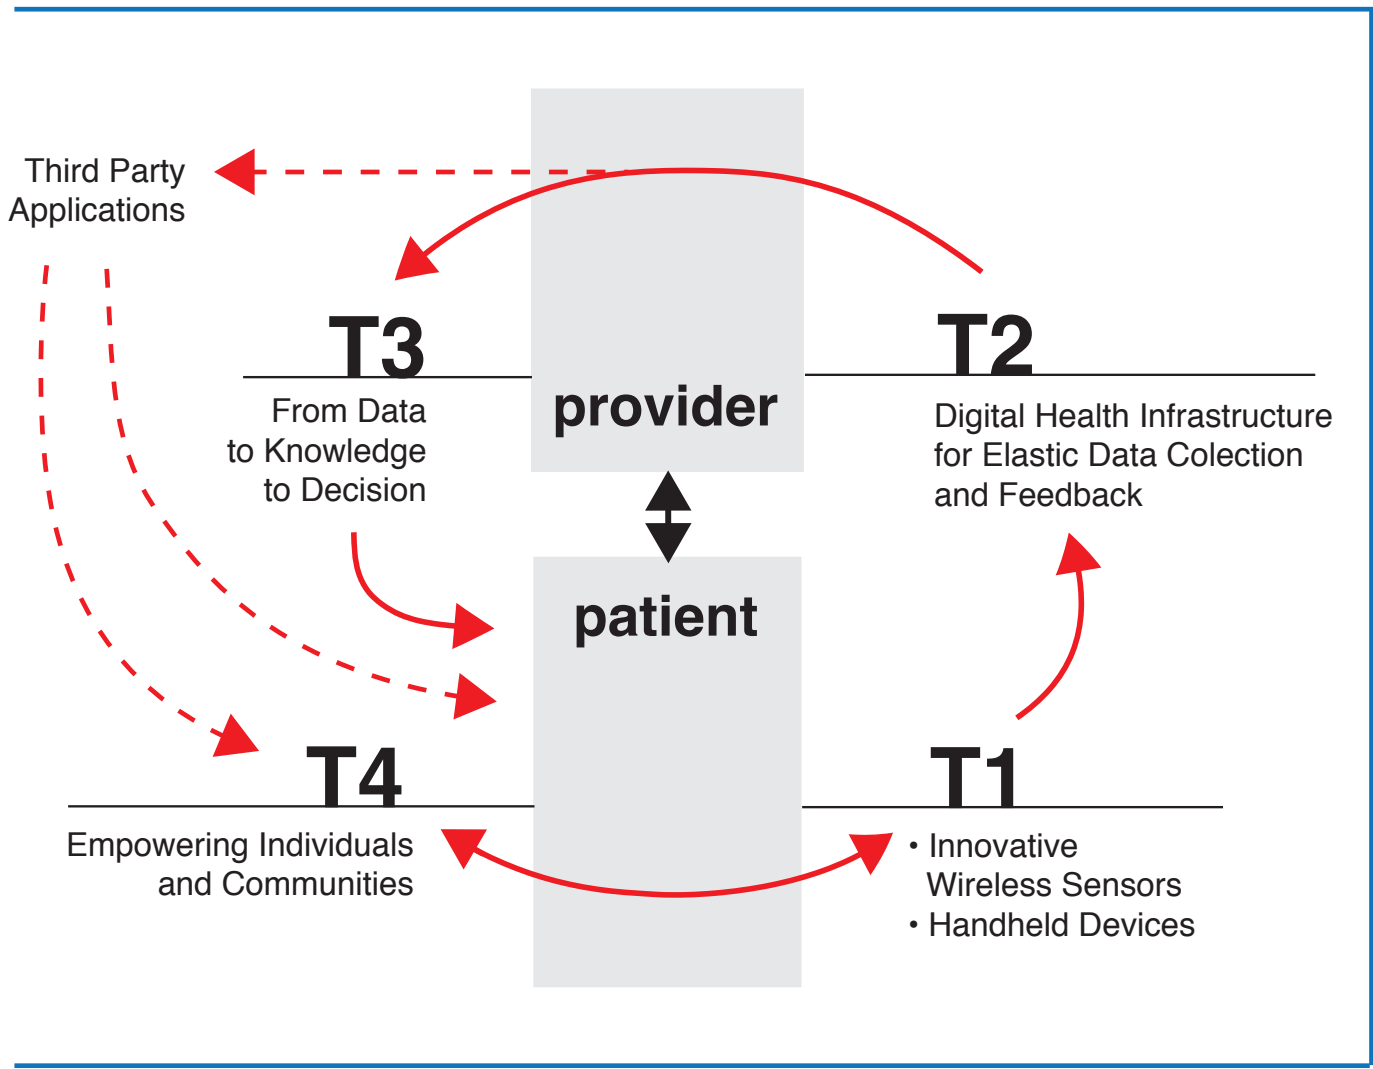 Third Party
Applications
T3
From Data
to Knowledge
to Decision
provider
T2
Digital Health Infrastructure
for Elastic Data Colection
and Feedback
patient
T4
Empowering Individuals
and Communities
T1
• Innovative
Wireless Sensors
• Handheld Devices